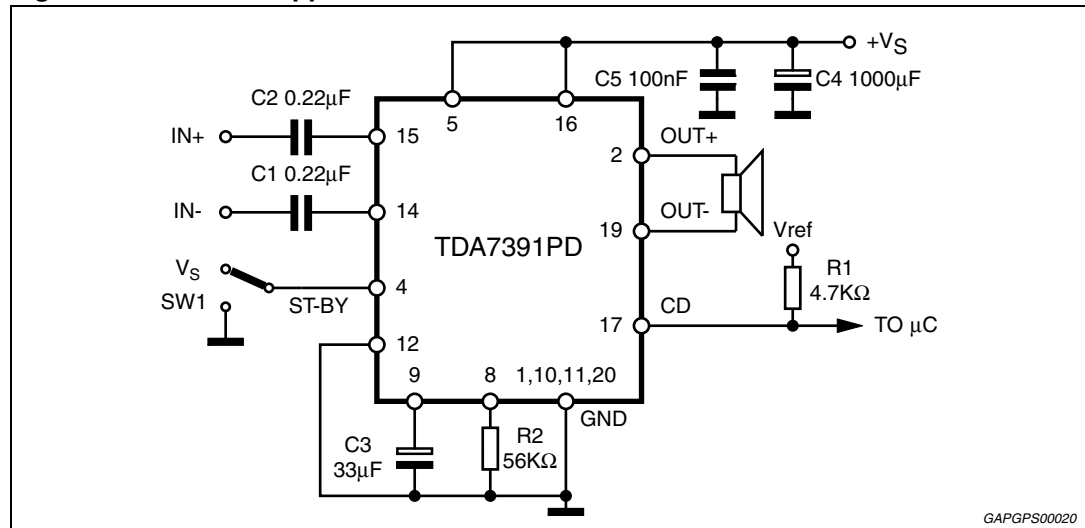 +VS
C5 100nF
C4 1000μF
C2 0.22μF
5
16
IN+
15
OUT+
2
C1 0.22μF
IN-
14
OUT-
19
Vref
TDA7391PD
VS
R1
4.7KΩ
SW1
ST-BY
4
CD
17
TO μC
12
9
8
1,10,11,20
GND
C3
33μF
R2
56KΩ
GAPGPS00020